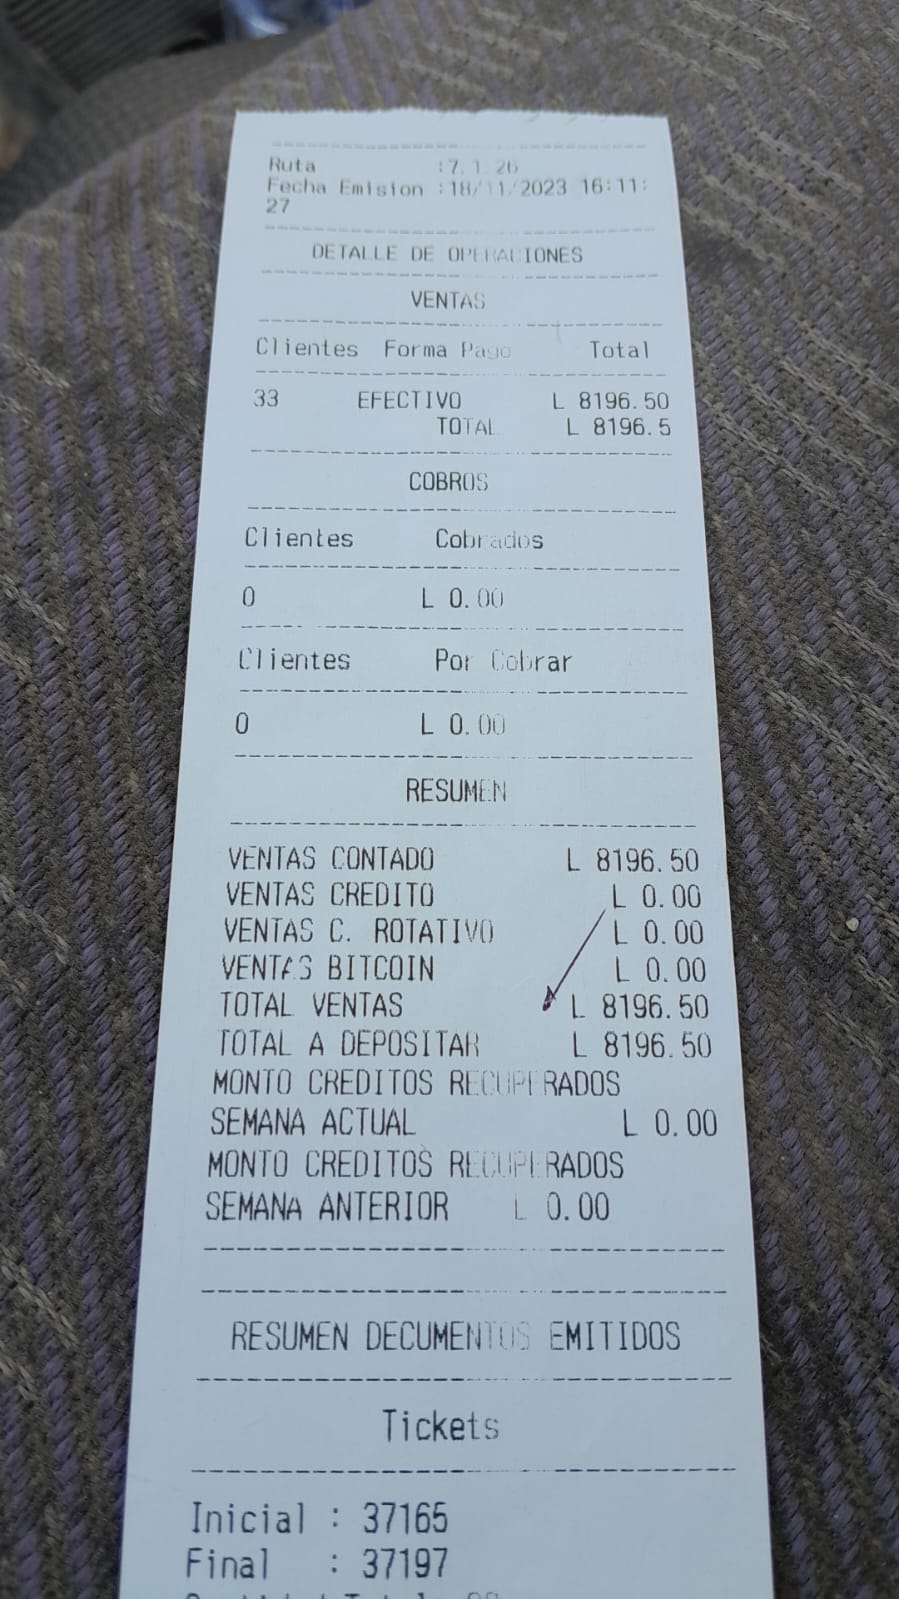 Ruta :7.1.26
Fecha Emision :18/11/2023 16:11:
27
DETALLE DE OPERACIONES
VENTAS
Clientes Forma Pago Total
33 EFECTIVO L 8196.50
TOTAL L 8196.5
COBROS
Clientes Cobrados
0 L 0.00
Clientes Por Cobrar
0 L 0.00
RESUMEN
VENTAS CONTADO L 8196.50
VENTAS CREDITO L 0.00
VENTAS C. ROTATIVO L 0.00
VENTAS BITCOIN L 0.00
TOTAL VENTAS L 8196.50
TOTAL A DEPOSITAR L 8196.50
MONTO CREDITOS RECUPERADOS
SEMANA ACTUAL L 0.00
MONTO CREDITOS RECUPERADOS
SEMANA ANTERIOR L 0.00
RESUMEN DECUMENTOS EMITIDOS
Tickets
Inicial : 37165
Final : 37197